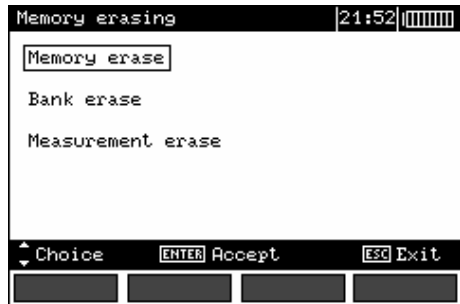 Memory erasing 21:52
Memory erase
Bank erase
Measurement erase
Choice ENTER Accept ESC Exit